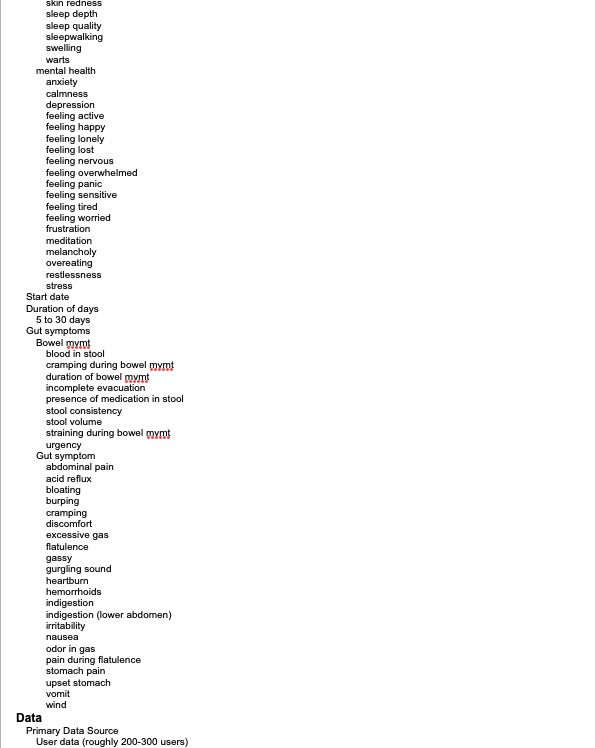 skin redness
sleep depth
sleep quality
sleepwalking
swelling
warts
mental health
anxiety
calmness
depression
feeling active
feeling happy
feeling lonely
feeling lost
feeling nervous
feeling overwhelmed
feeling panic
feeling sensitive
feeling tired
feeling worried
frustration
meditation
melancholy
overeating
restlessness
stress
Start date
Duration of days
5 to 30 days
Gut symptoms
Bowel mvmt
blood in stool
cramping during bowel mvmt
duration of bowel mvmt
incomplete evacuation
presence of medication in stool
stool consistency
stool volume
straining during bowel mvmt
urgency
Gut symptom
abdominal pain
acid reflux
bloating
burping
cramping
discomfort
excessive gas
flatulence
gassy
gurgling sound
heartburn
hemorrhoids
indigestion
indigestion (lower abdomen)
irritability
nausea
odor in gas
pain during flatulence
stomach pain
upset stomach
vomit
wind
Data
Primary Data Source
User data (roughly 200-300 users)